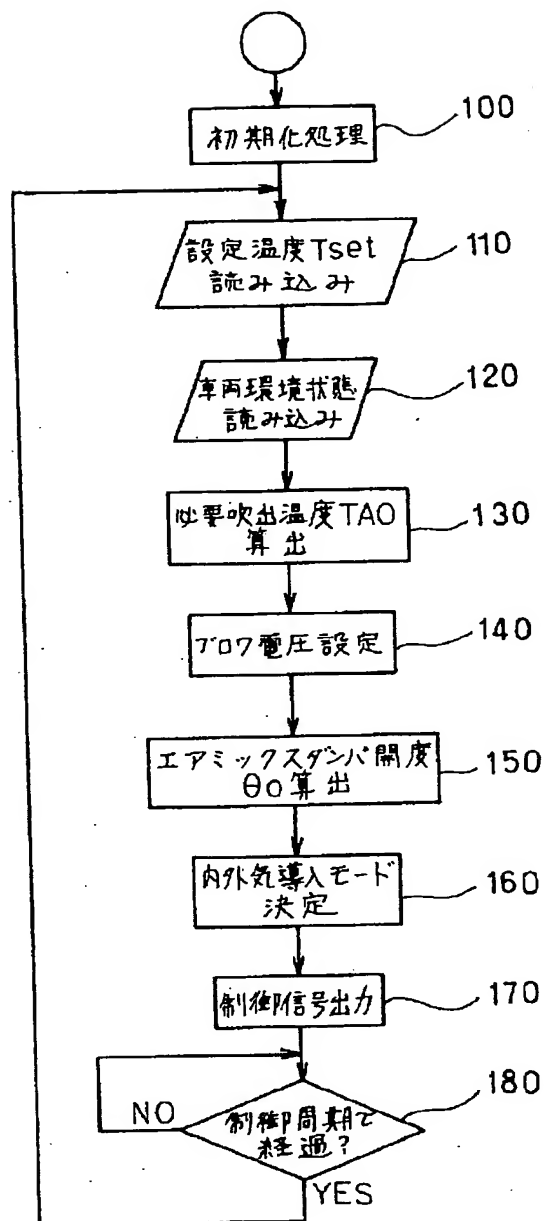 初期化処理
100
設定温度Tset
読み込み
110
車両環境状態
読み込み
120
必要吹出温度TAO
算出
130
ブロワ電圧設定
140
エアミックスダンパ開度
θo算出
150
内外気導入モード
決定
160
制御信号出力
170
制御周期τ
経過?
180
NO
YES